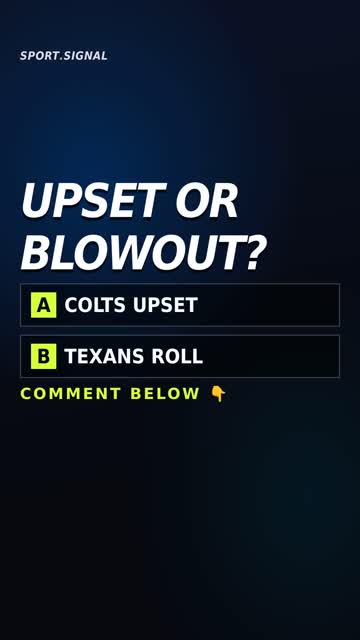 SPORT.SIGNAL
UPSET OR
BLOWOUT?
A COLTS UPSET
B TEXANS ROLL
COMMENT BELOW 👇